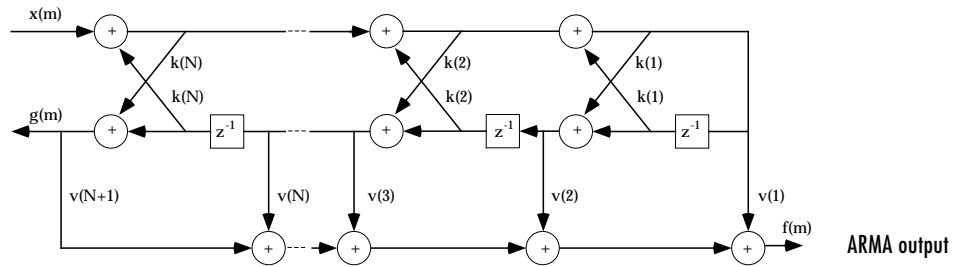 x(m) + + +
k(N) k(2) k(1)
k(N) k(2) k(1)
g(m) + z⁻¹ + z⁻¹ + z⁻¹
v(N+1) v(N) v(3) v(2) v(1)
f(m)
+ + + + ARMA output